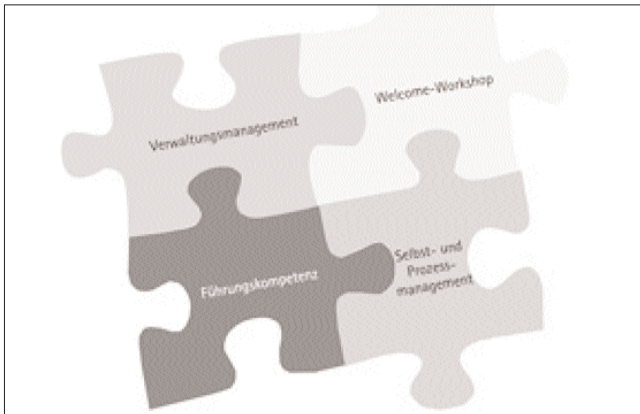 Welcome-Workshop
Verwaltungsmanagement
Führungskompetenz
Selbst- und
Prozess-
management